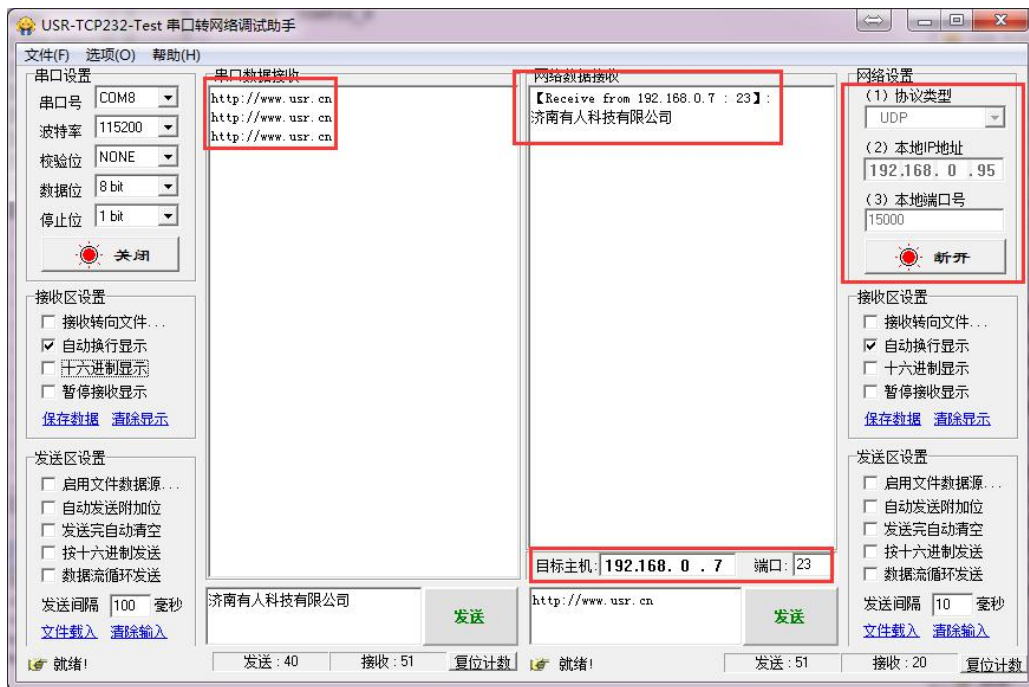 USR-TCP232-Test 串口转网络调试助手
文件(F) 选项(O) 帮助(H)
串口设置
串口号 COM8
波特率 115200
校验位 NONE
数据位 8 bit
停止位 1 bit
关闭
接收区设置
接收转向文件...
自动换行显示
十六进制显示
暂停接收显示
保存数据 清除显示
发送区设置
启用文件数据源...
自动发送附加位
发送完自动清空
按十六进制发送
数据流循环发送
发送间隔 100 毫秒
文件载入 清除输入
就绪!
串口数据接收
http://www.usr.cn
http://www.usr.cn
http://www.usr.cn
济南有人科技有限公司
发送
发送:40 接收:51 复位计数
网络数据接收
【Receive from 192.168.0.7 : 23】:
济南有人科技有限公司
目标主机: 192.168. 0 . 7 端口: 23
http://www.usr.cn
发送
就绪! 发送:51 接收:20 复位计数
网络设置
(1) 协议类型
UDP
(2) 本地IP地址
192.168. 0 .95
(3) 本地端口号
15000
断开
接收区设置
接收转向文件...
自动换行显示
十六进制显示
暂停接收显示
保存数据 清除显示
发送区设置
启用文件数据源...
自动发送附加位
发送完自动清空
按十六进制发送
数据流循环发送
发送间隔 10 毫秒
文件载入 清除输入